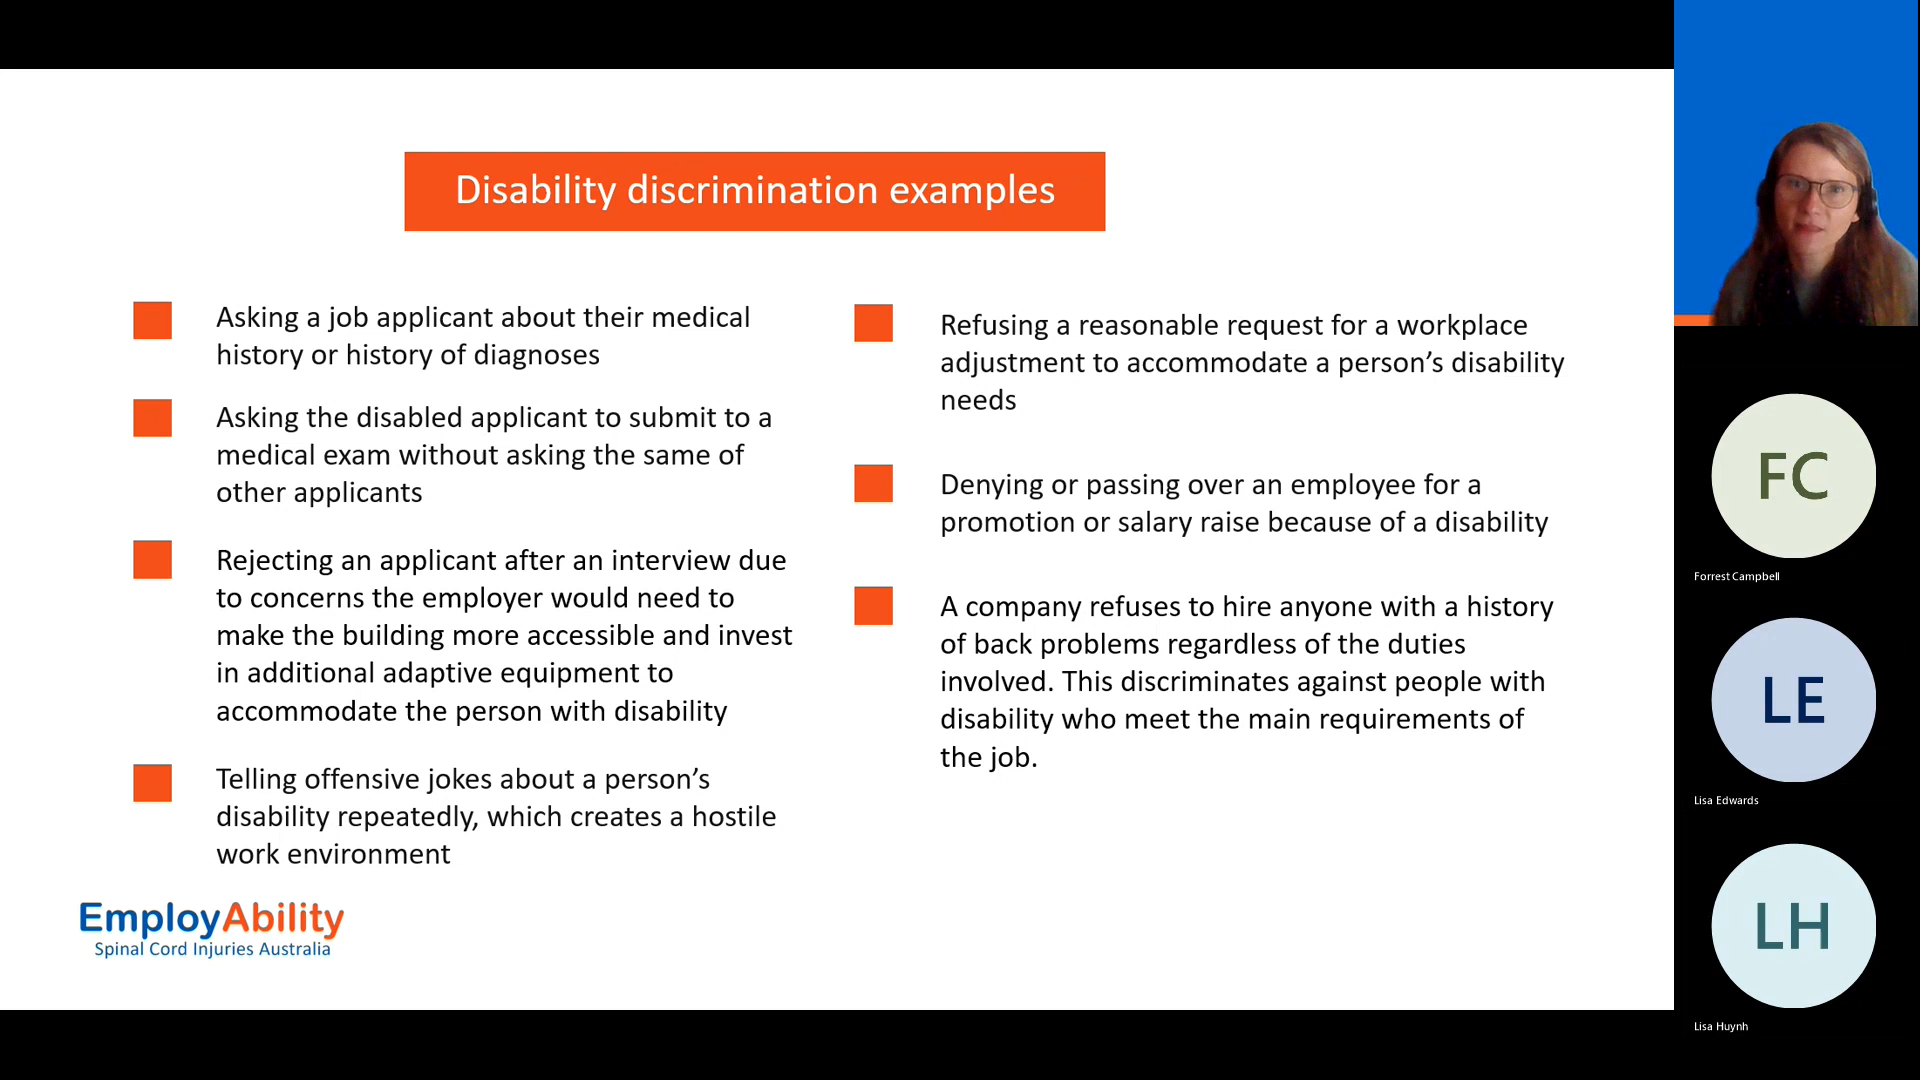 Disability discrimination examples
Asking a job applicant about their medical
history or history of diagnoses
Asking the disabled applicant to submit to a
medical exam without asking the same of
other applicants
Rejecting an applicant after an interview due
to concerns the employer would need to
make the building more accessible and invest
in additional adaptive equipment to
accommodate the person with disability
Telling offensive jokes about a person’s
disability repeatedly, which creates a hostile
work environment
Refusing a reasonable request for a workplace
adjustment to accommodate a person’s disability
needs
Denying or passing over an employee for a
promotion or salary raise because of a disability
A company refuses to hire anyone with a history
of back problems regardless of the duties
involved. This discriminates against people with
disability who meet the main requirements of
the job.
EmployAbility
Spinal Cord Injuries Australia
FC
Forrest Campbell
LE
Lisa Edwards
LH
Lisa Huynh